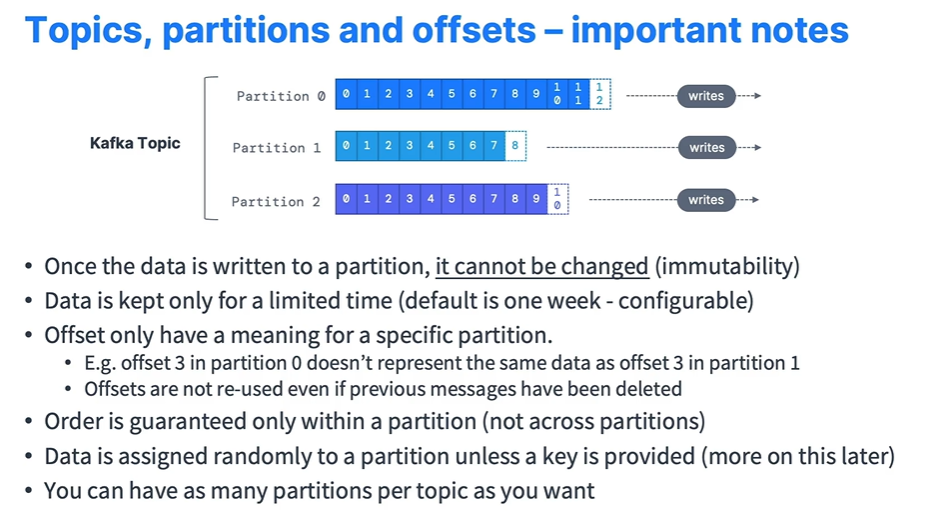 Topics, partitions and offsets – important notes
Kafka Topic
Partition 0 0 1 2 3 4 5 6 7 8 9 10 11 12 writes
Partition 1 0 1 2 3 4 5 6 7 8 writes
Partition 2 0 1 2 3 4 5 6 7 8 9 10 writes
• Once the data is written to a partition, it cannot be changed (immutability)
• Data is kept only for a limited time (default is one week - configurable)
• Offset only have a meaning for a specific partition.
• E.g. offset 3 in partition 0 doesn’t represent the same data as offset 3 in partition 1
• Offsets are not re-used even if previous messages have been deleted
• Order is guaranteed only within a partition (not across partitions)
• Data is assigned randomly to a partition unless a key is provided (more on this later)
• You can have as many partitions per topic as you want